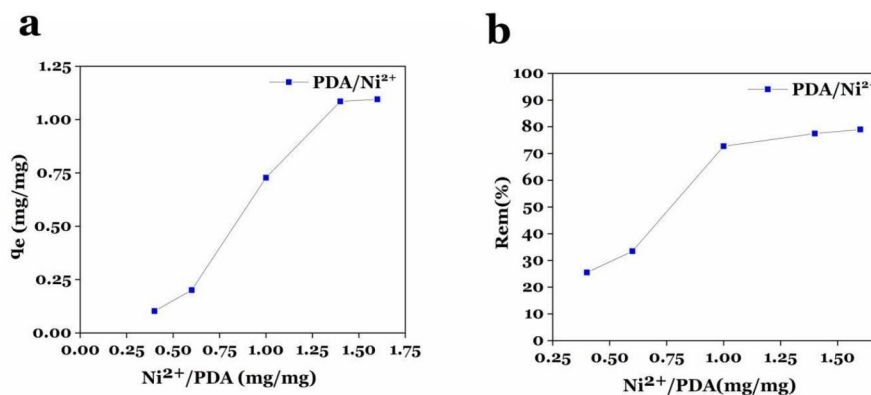 a
PDA/Ni²⁺
qe (mg/mg)
1.25
1.00
0.75
0.50
0.25
0.00
0.00 0.25 0.50 0.75 1.00 1.25 1.50 1.75
Ni²⁺/PDA (mg/mg)
b
PDA/Ni²
Rem(%)
100
90
80
70
60
50
40
30
20
10
0
0.25 0.50 0.75 1.00 1.25 1.50
Ni²⁺/PDA(mg/mg)